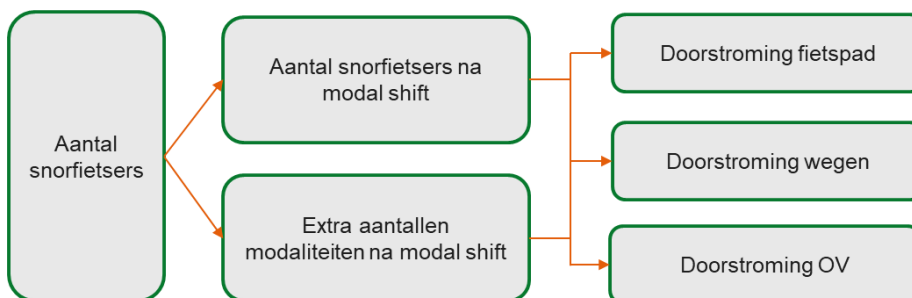 Aantal
snorfietsers
Aantal snorfietsers na
modal shift
Extra aantallen
modaliteiten na modal shift
Doorstroming fietspad
Doorstroming wegen
Doorstroming OV